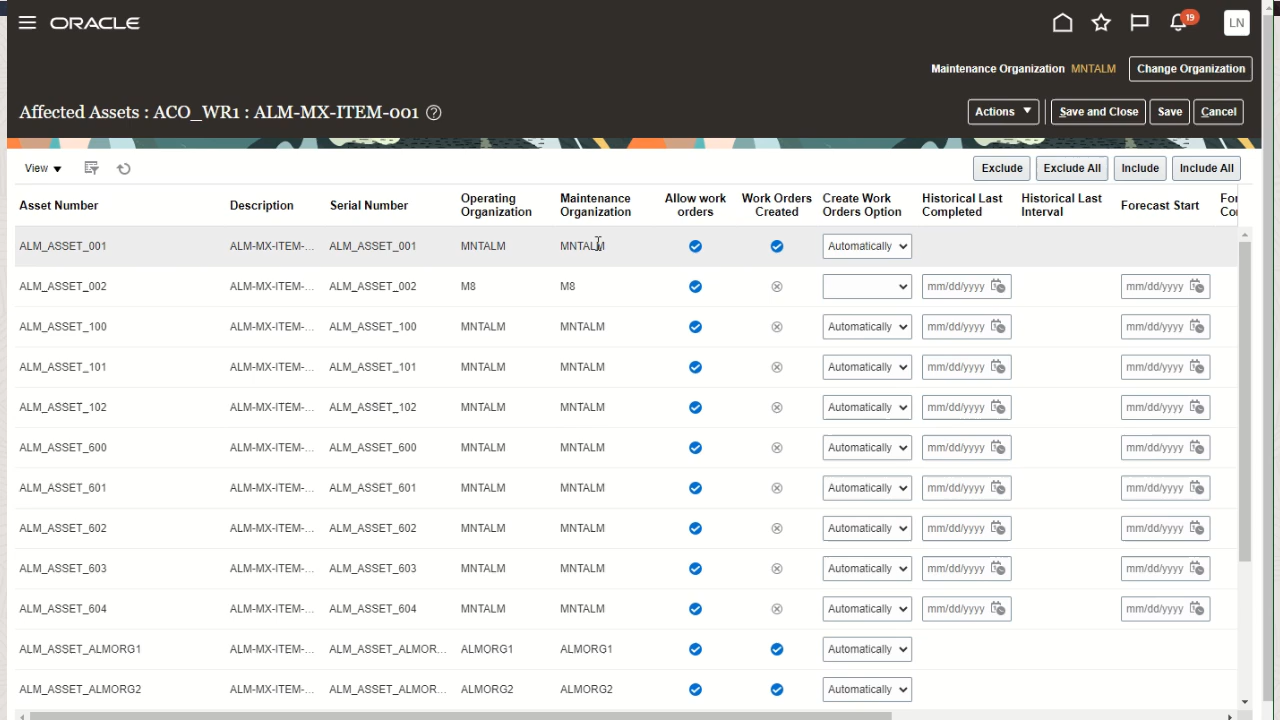 ORACLE 19 LN
Maintenance Organization MNTALM Change Organization
Affected Assets : ACO_WR1 : ALM-MX-ITEM-001 Actions Save and Close Save Cancel
View Exclude Exclude All Include Include All
Asset Number Description Serial Number Operating Organization Maintenance Organization Allow work orders Work Orders Created Create Work Orders Option Historical Last Completed Historical Last Interval Forecast Start
ALM_ASSET_001 ALM-MX-ITEM-... ALM_ASSET_001 MNTALM MNTALM Automatically
ALM_ASSET_002 ALM-MX-ITEM-... ALM_ASSET_002 M8 M8 mm/dd/yyyy mm/dd/yyyy
ALM_ASSET_100 ALM-MX-ITEM-... ALM_ASSET_100 MNTALM MNTALM Automatically mm/dd/yyyy mm/dd/yyyy
ALM_ASSET_101 ALM-MX-ITEM-... ALM_ASSET_101 MNTALM MNTALM Automatically mm/dd/yyyy mm/dd/yyyy
ALM_ASSET_102 ALM-MX-ITEM-... ALM_ASSET_102 MNTALM MNTALM Automatically mm/dd/yyyy mm/dd/yyyy
ALM_ASSET_600 ALM-MX-ITEM-... ALM_ASSET_600 MNTALM MNTALM Automatically mm/dd/yyyy mm/dd/yyyy
ALM_ASSET_601 ALM-MX-ITEM-... ALM_ASSET_601 MNTALM MNTALM Automatically mm/dd/yyyy mm/dd/yyyy
ALM_ASSET_602 ALM-MX-ITEM-... ALM_ASSET_602 MNTALM MNTALM Automatically mm/dd/yyyy mm/dd/yyyy
ALM_ASSET_603 ALM-MX-ITEM-... ALM_ASSET_603 MNTALM MNTALM Automatically mm/dd/yyyy mm/dd/yyyy
ALM_ASSET_604 ALM-MX-ITEM-... ALM_ASSET_604 MNTALM MNTALM Automatically mm/dd/yyyy mm/dd/yyyy
ALM_ASSET_ALMORG1 ALM-MX-ITEM-... ALM_ASSET_ALMOR... ALMORG1 ALMORG1 Automatically
ALM_ASSET_ALMORG2 ALM-MX-ITEM-... ALM_ASSET_ALMOR... ALMORG2 ALMORG2 Automatically